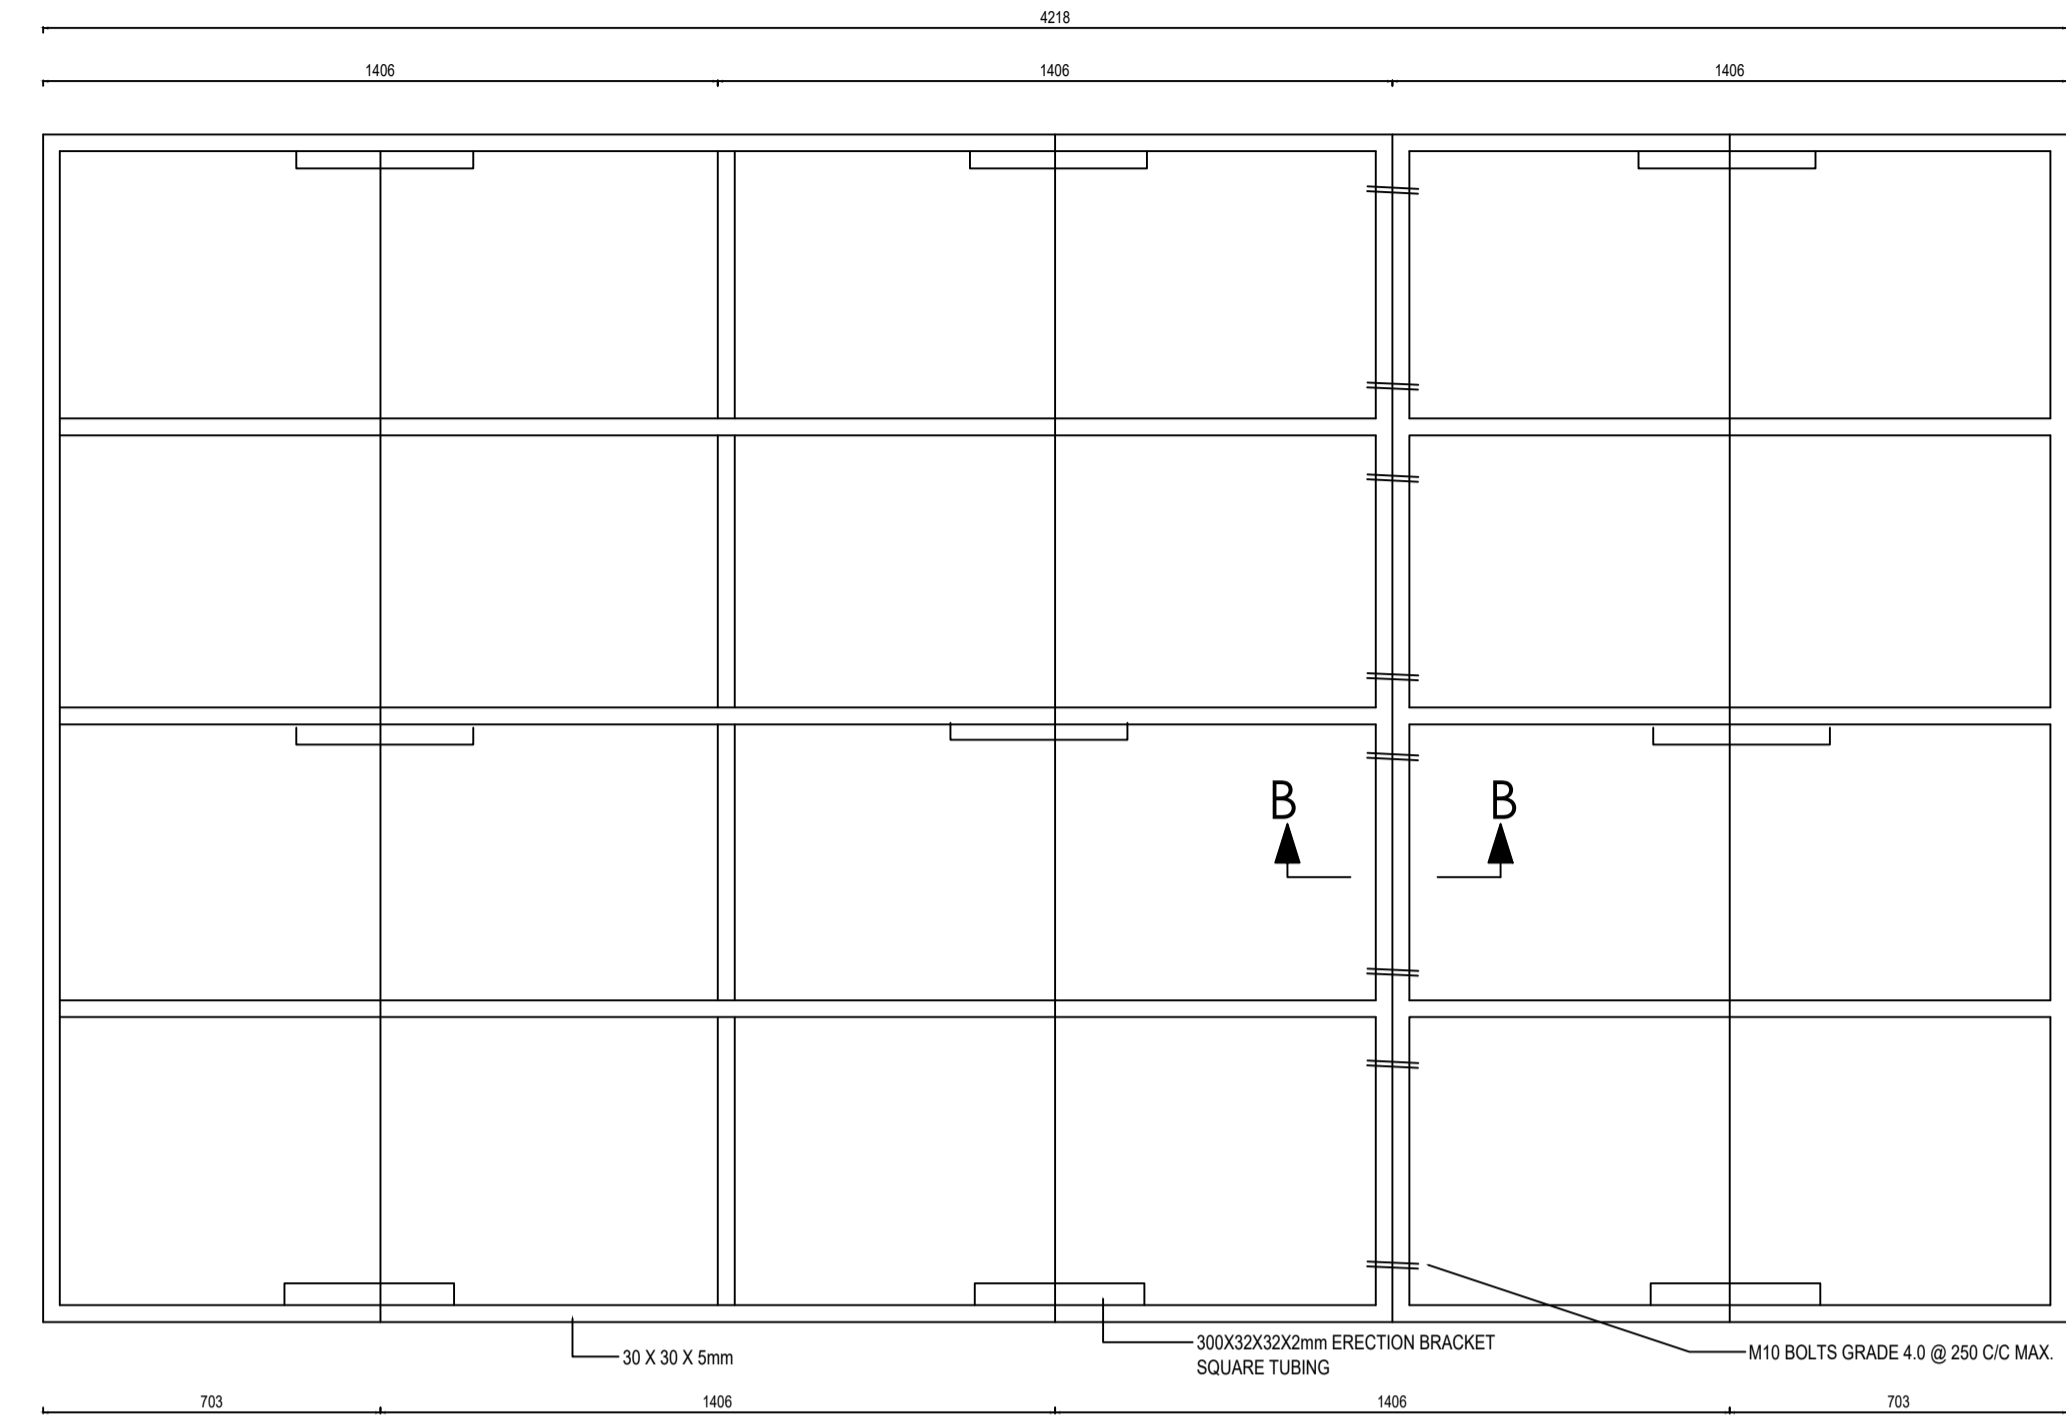 4218
1406 1406 1406
B B
300X32X32X2mm ERECTION BRACKET
SQUARE TUBING
30 X 30 X 5mm
M10 BOLTS GRADE 4.0 @ 250 C/C MAX.
703 1406 1406 703